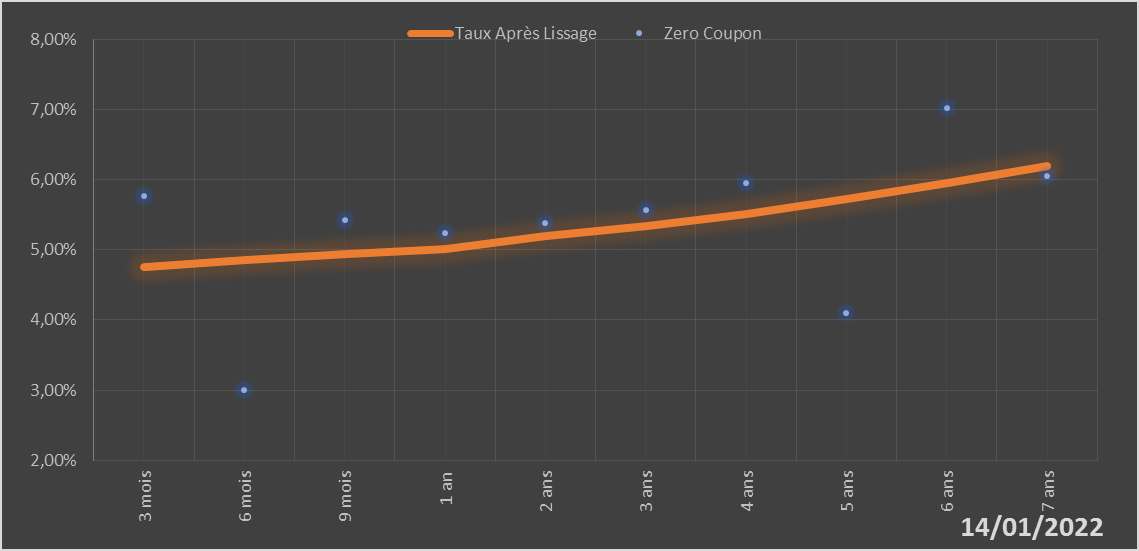 Taux Après Lissage
Zero Coupon
8,00%
7,00%
6,00%
5,00%
4,00%
3,00%
2,00%
3 mois
6 mois
9 mois
1 an
2 ans
3 ans
4 ans
5 ans
6 ans
7 ans
14/01/2022